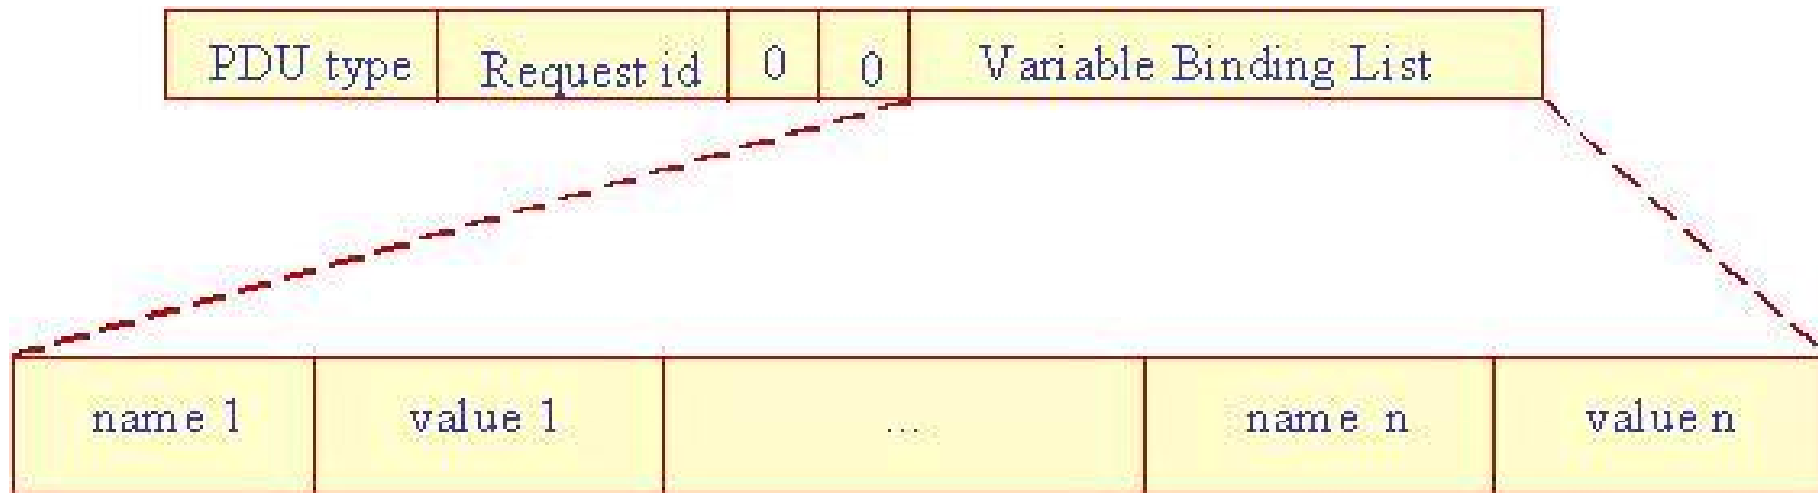 PDU type Request id 0 0 Variable Binding List
name 1 value 1 ... name n value n